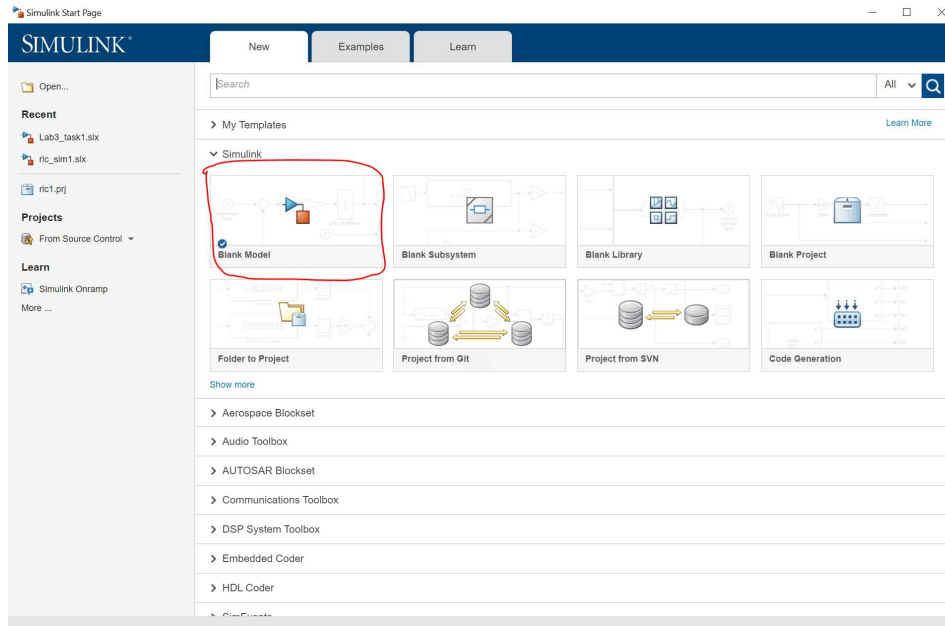 Simulink Start Page
SIMULINK®
New
Examples
Learn
Open...
Recent
Lab3_task1.slx
rlc_sim1.slx
rlc1.prj
Projects
From Source Control
Learn
Simulink Onramp
More ...
Search
All
My Templates
Learn More
Simulink
Blank Model
Blank Subsystem
Blank Library
Blank Project
Folder to Project
Project from Git
Project from SVN
Code Generation
Show more
Aerospace Blockset
Audio Toolbox
AUTOSAR Blockset
Communications Toolbox
DSP System Toolbox
Embedded Coder
HDL Coder
SimEvents